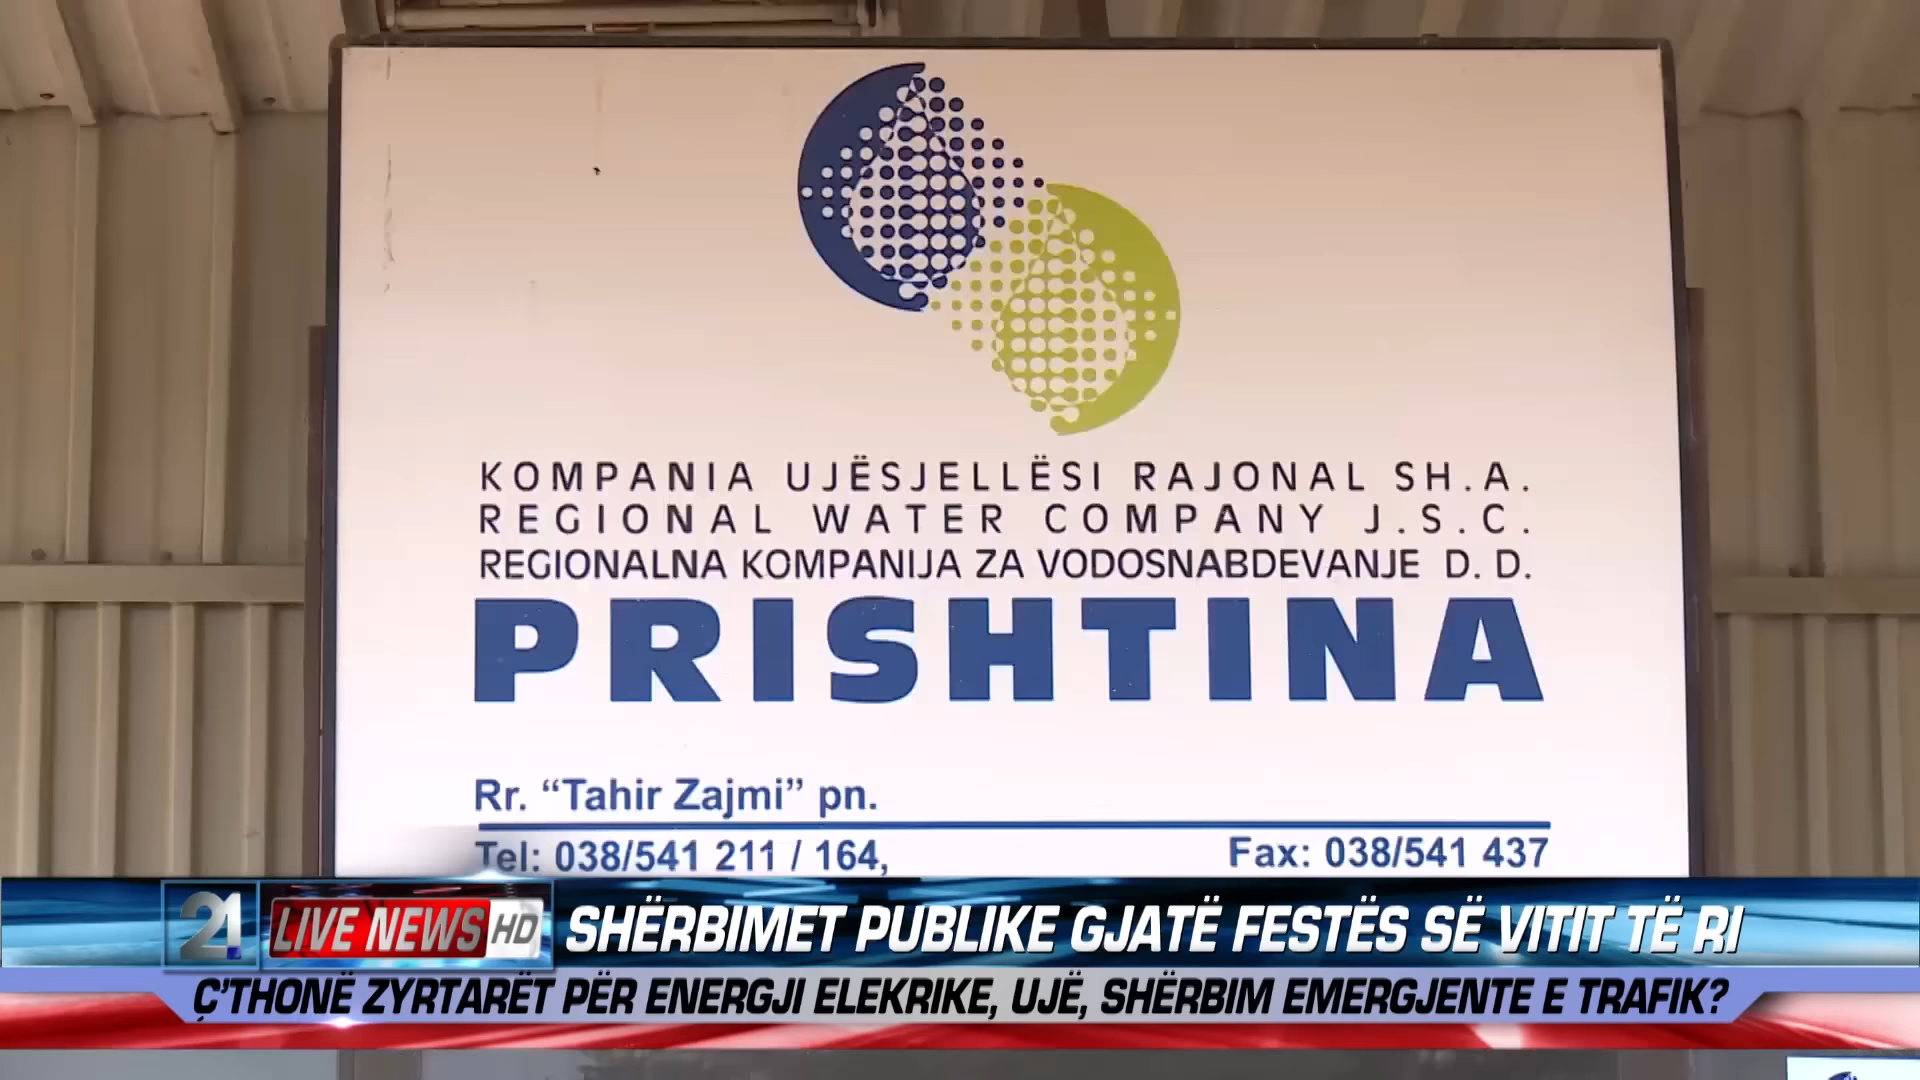 KOMPANIA UJËSJELLËSI RAJONAL SH.A.
REGIONAL WATER COMPANY J.S.C.
REGIONALNA KOMPANIJA ZA VODOSNABDEVANJE D.D.
PRISHTINA
Rr. “Tahir Zajmi” pn.
Tel: 038/541 211 / 164,
Fax: 038/541 437
21 LIVE NEWS HD
SHËRBIMET PUBLIKE GJATË FESTËS SË VITIT TË RI
Ç'THONË ZYRTARËT PËR ENERGJI ELEKRIKE, UJË, SHËRBIM EMERGJENTE E TRAFIK?